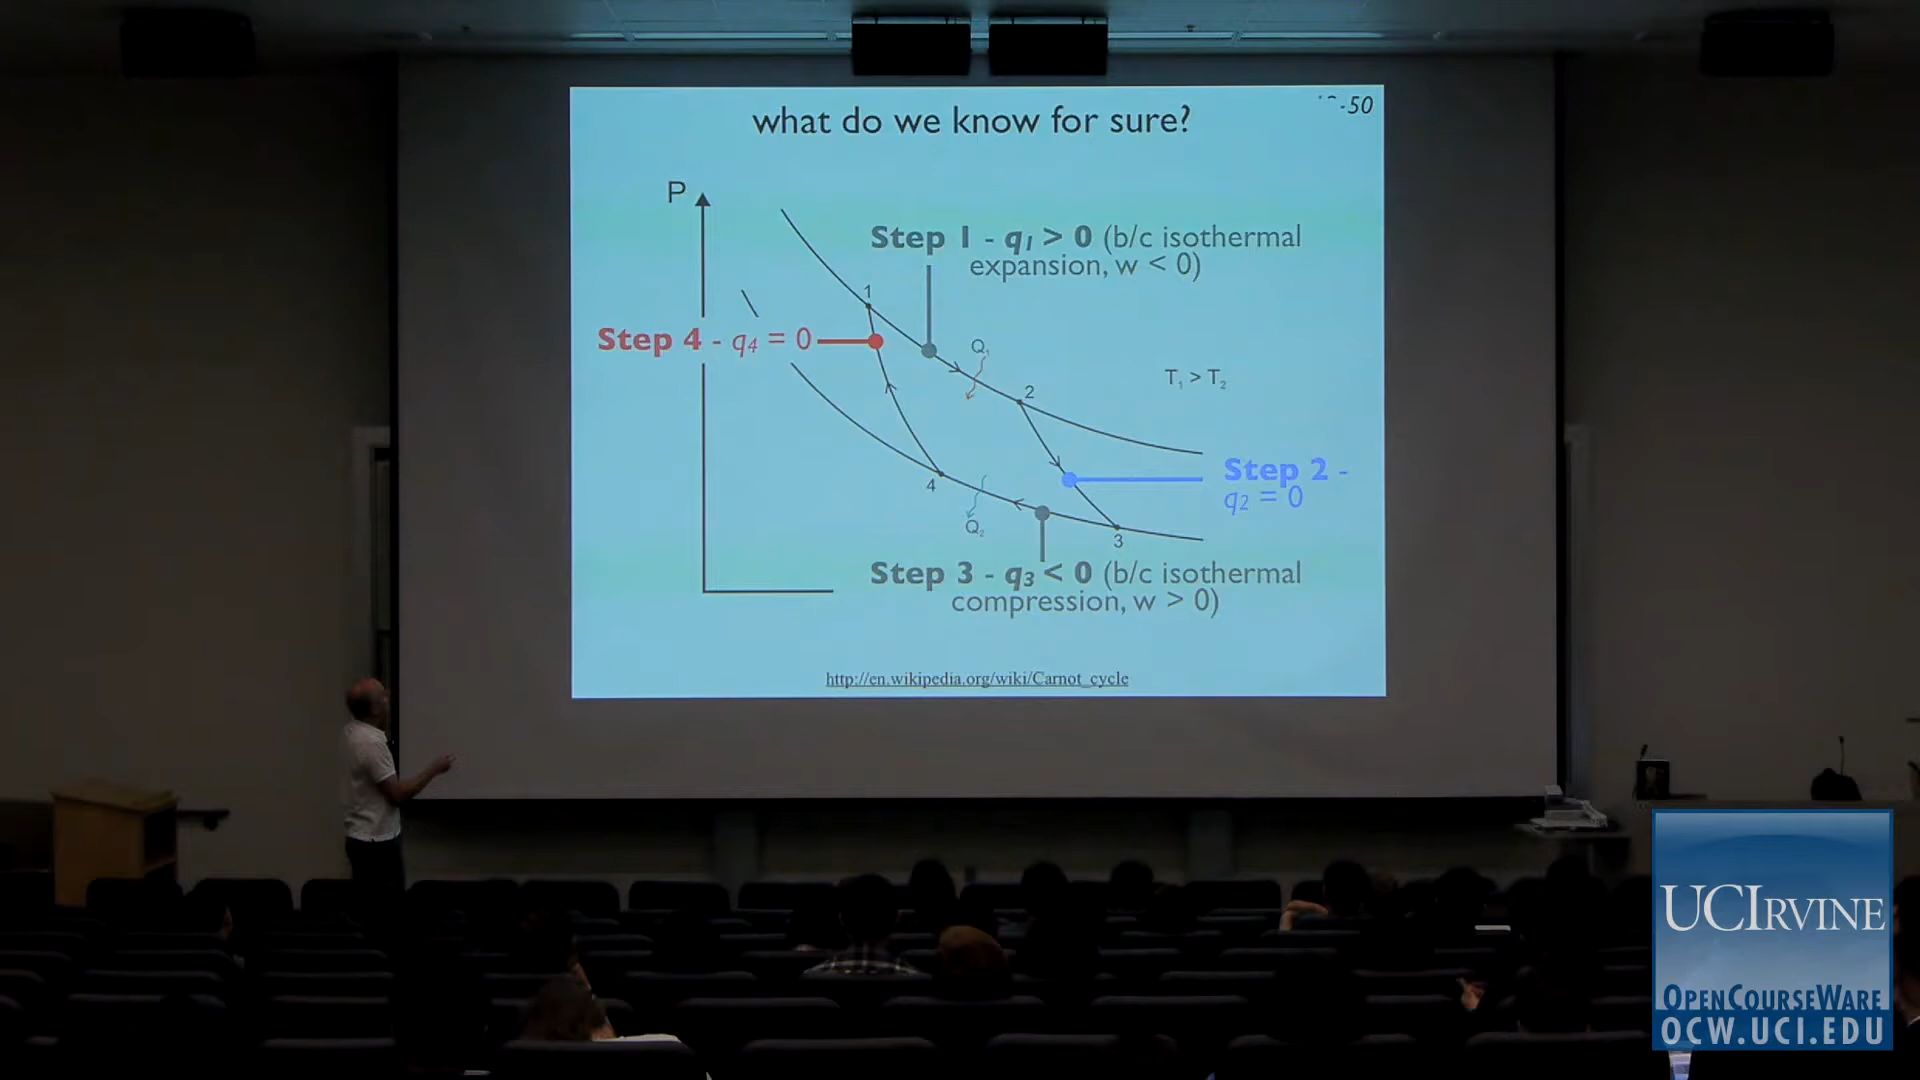 what do we know for sure?
-50
P
Step 1 - q1 > 0 (b/c isothermal
expansion, w < 0)
1
Step 4 - q4 = 0
Q1
2
T1 > T2
Step 2 -
q2 = 0
4
Q2
3
Step 3 - q3 < 0 (b/c isothermal
compression, w > 0)
http://en.wikipedia.org/wiki/Carnot_cycle
UCIRVINE
OPENCOURSEWARE
OCW.UCI.EDU